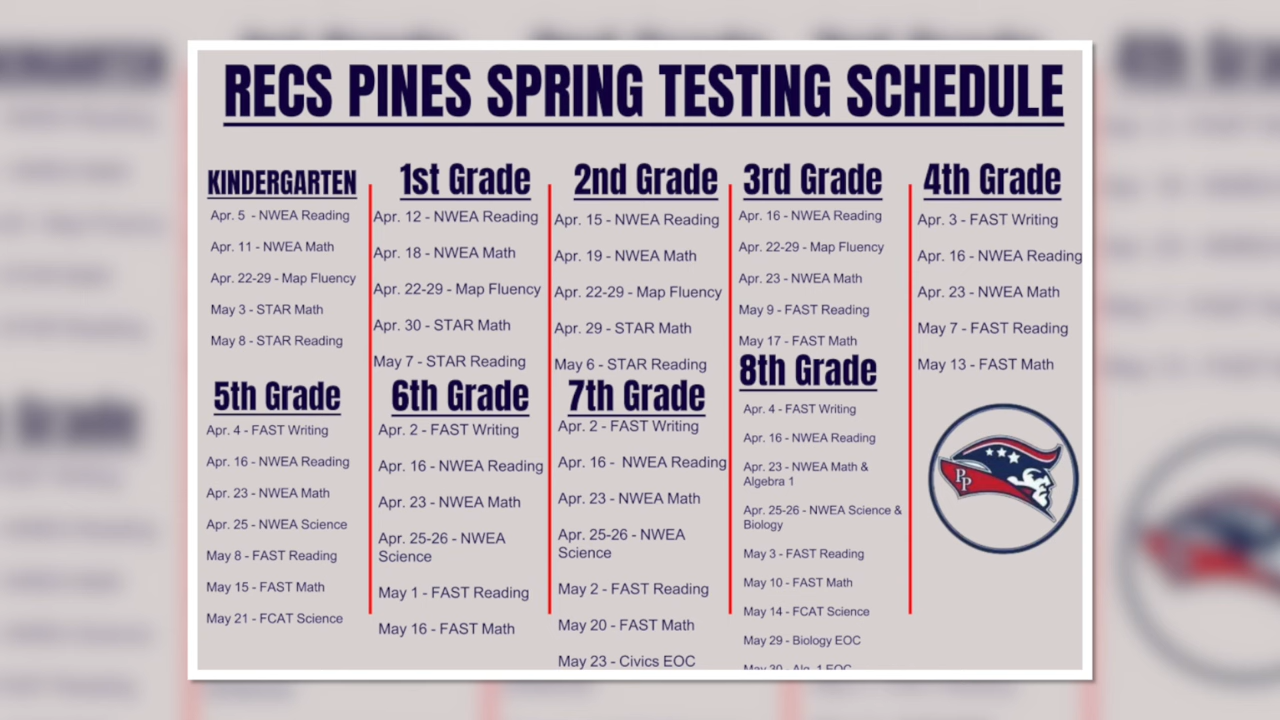 RECS PINES SPRING TESTING SCHEDULE
KINDERGARTEN
Apr. 5 - NWEA Reading
Apr. 11 - NWEA Math
Apr. 22-29 - Map Fluency
May 3 - STAR Math
May 8 - STAR Reading
1st Grade
Apr. 12 - NWEA Reading
Apr. 18 - NWEA Math
Apr. 22-29 - Map Fluency
Apr. 30 - STAR Math
May 7 - STAR Reading
2nd Grade
Apr. 15 - NWEA Reading
Apr. 19 - NWEA Math
Apr. 22-29 - Map Fluency
Apr. 29 - STAR Math
May 6 - STAR Reading
3rd Grade
Apr. 16 - NWEA Reading
Apr. 22-29 - Map Fluency
Apr. 23 - NWEA Math
May 9 - FAST Reading
May 17 - FAST Math
4th Grade
Apr. 3 - FAST Writing
Apr. 16 - NWEA Reading
Apr. 23 - NWEA Math
May 7 - FAST Reading
May 13 - FAST Math
5th Grade
Apr. 4 - FAST Writing
Apr. 16 - NWEA Reading
Apr. 23 - NWEA Math
Apr. 25 - NWEA Science
May 8 - FAST Reading
May 15 - FAST Math
May 21 - FCAT Science
6th Grade
Apr. 2 - FAST Writing
Apr. 16 - NWEA Reading
Apr. 23 - NWEA Math
Apr. 25-26 - NWEA
Science
May 1 - FAST Reading
May 16 - FAST Math
7th Grade
Apr. 2 - FAST Writing
Apr. 16 - NWEA Reading
Apr. 23 - NWEA Math
Apr. 25-26 - NWEA
Science
May 2 - FAST Reading
May 20 - FAST Math
May 23 - Civics EOC
8th Grade
Apr. 4 - FAST Writing
Apr. 16 - NWEA Reading
Apr. 23 - NWEA Math &
Algebra 1
Apr. 25-26 - NWEA Science &
Biology
May 3 - FAST Reading
May 10 - FAST Math
May 14 - FCAT Science
May 29 - Biology EOC
May 30 - Alg. 1 EOC
PP